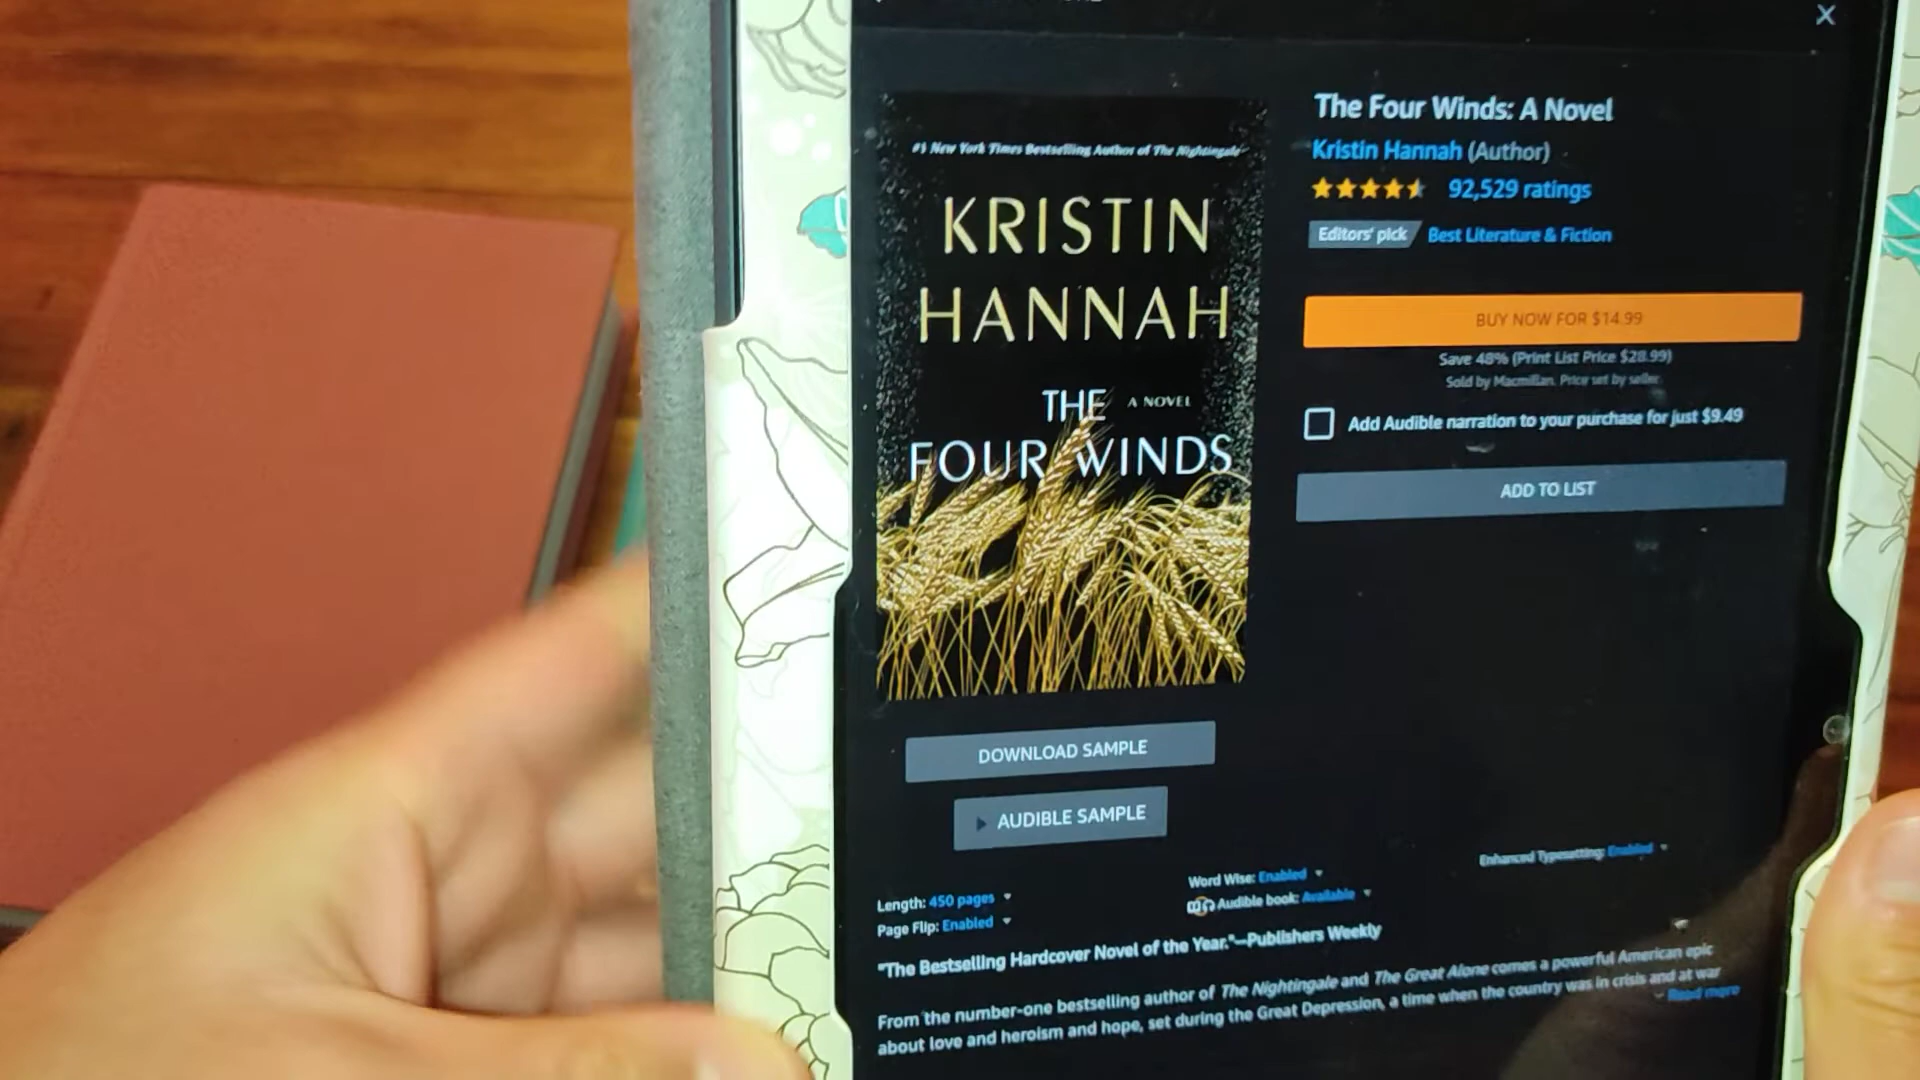 #1 New York Times Bestselling Author of The Nightingale
KRISTIN
HANNAH
THE A NOVEL
FOUR WINDS
The Four Winds: A Novel
Kristin Hannah (Author)
92,529 ratings
Editors' pick Best Literature & Fiction
BUY NOW FOR $14.99
Save 48% (Print List Price $28.99)
Sold by Macmillan. Price set by seller.
Add Audible narration to your purchase for just $9.49
ADD TO LIST
DOWNLOAD SAMPLE
AUDIBLE SAMPLE
Length: 450 pages
Word Wise: Enabled
Enhanced Typesetting: Enabled
Page Flip: Enabled
Audible book: Available
"The Bestselling Hardcover Novel of the Year."--Publishers Weekly
From the number-one bestselling author of The Nightingale and The Great Alone comes a powerful American epic
about love and heroism and hope, set during the Great Depression, a time when the country was in crisis and at war
Read more